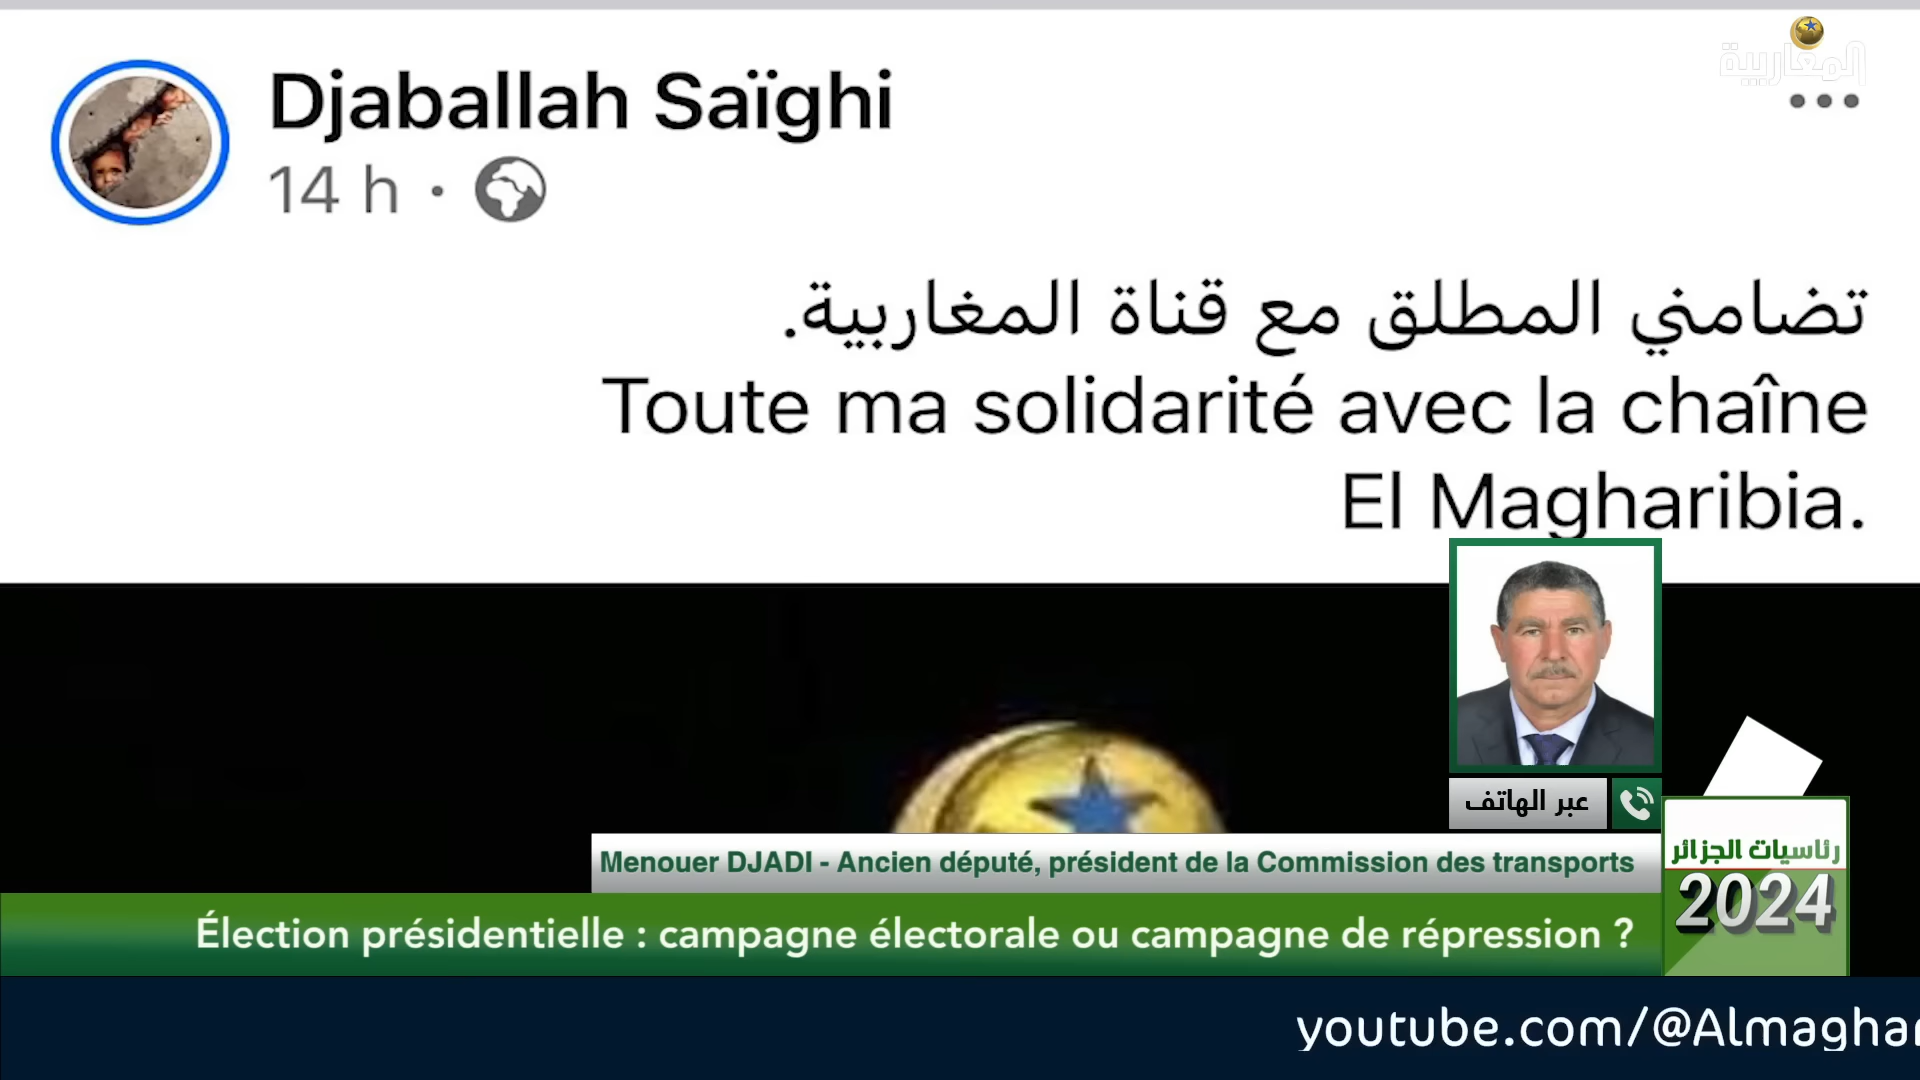 المغاربية
Djaballah Saïghi
14 h ·
تضامني المطلق مع قناة المغاربية.
Toute ma solidarité avec la chaîne
El Magharibia.
عبر الهاتف
Menouer DJADI - Ancien député, président de la Commission des transports
رئاسيات الجزائر
2024
Élection présidentielle : campagne électorale ou campagne de répression ?
youtube.com/@Almaghar